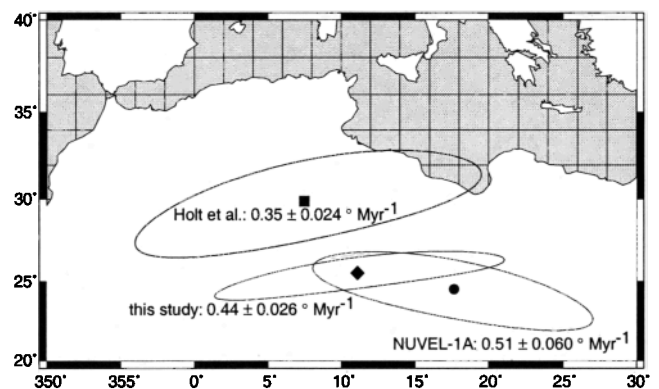 40°
35°
30°
Holt et al.: 0.35 ± 0.024 ° Myr-1
25°
this study: 0.44 ± 0.026 ° Myr-1
NUVEL-1A: 0.51 ± 0.060 ° Myr-1
20°
350° 355° 0° 5° 10° 15° 20° 25° 30°